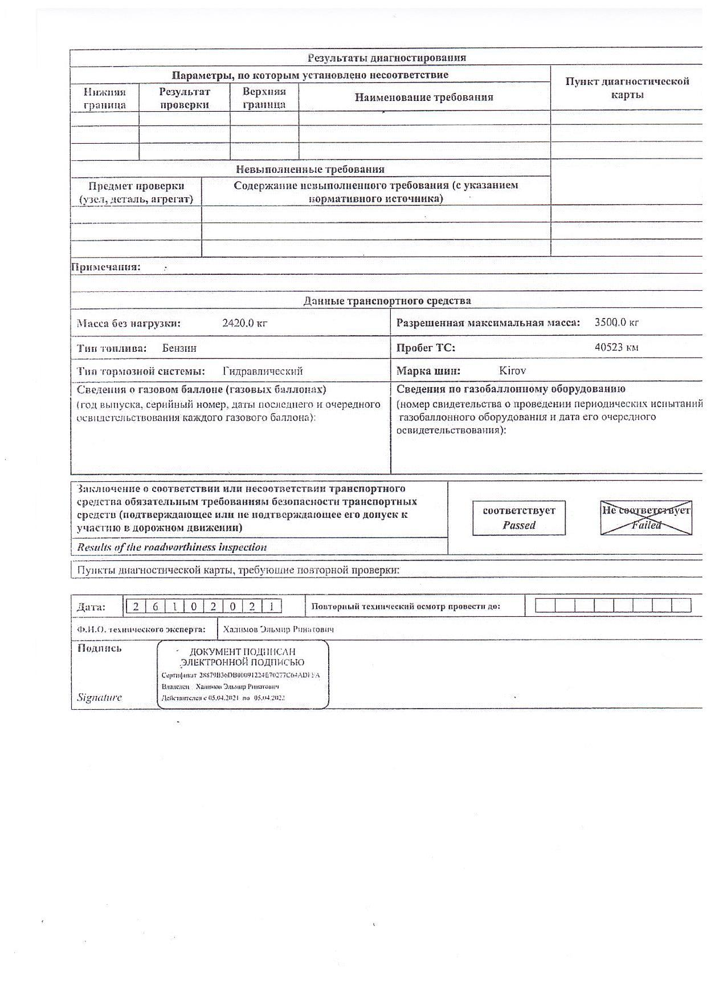 Результаты диагностирования
Параметры, по которым установлено несоответствие
Пункт диагностической карты
Нижняя граница
Результат проверки
Верхняя граница
Наименование требования
Невыполненные требования
Предмет проверки (узел, деталь, агрегат)
Содержание невыполненного требования (с указанием нормативного источника)
Примечания:
Данные транспортного средства
Масса без нагрузки: 2420.0 кг
Разрешенная максимальная масса: 3500.0 кг
Тип топлива: Бензин
Пробег ТС: 40523 км
Тип тормозной системы: Гидравлический
Марка шин: Kirov
Сведения о газовом баллоне (газовых баллонах)
(год выпуска, серийный номер, даты последнего и очередного
освидетельствования каждого газового баллона):
Сведения по газобаллонному оборудованию
(номер свидетельства о проведении периодических испытаний
газобаллонного оборудования и дата его очередного
освидетельствования):
Заключение о соответствии или несоответствии транспортного
средства обязательным требованиям безопасности транспортных
средств (подтверждающее или не подтверждающее его допуск к
участию в дорожном движении)
Results of the roadworthiness inspection
соответствует
Passed
Не соответствует
Failed
Пункты диагностической карты, требующие повторной проверки:
Дата: 2 6 1 0 2 0 2 1
Повторный технический осмотр провести до:
Ф.И.О. технического эксперта: Халимов Эльмир Ринатович
Подпись
Signature
ДОКУМЕНТ ПОДПИСАН
ЭЛЕКТРОННОЙ ПОДПИСЬЮ
Сертификат
Владелец Халимов Эльмир Ринатович
Действителен с 05.04.2021 по 05.04.2022